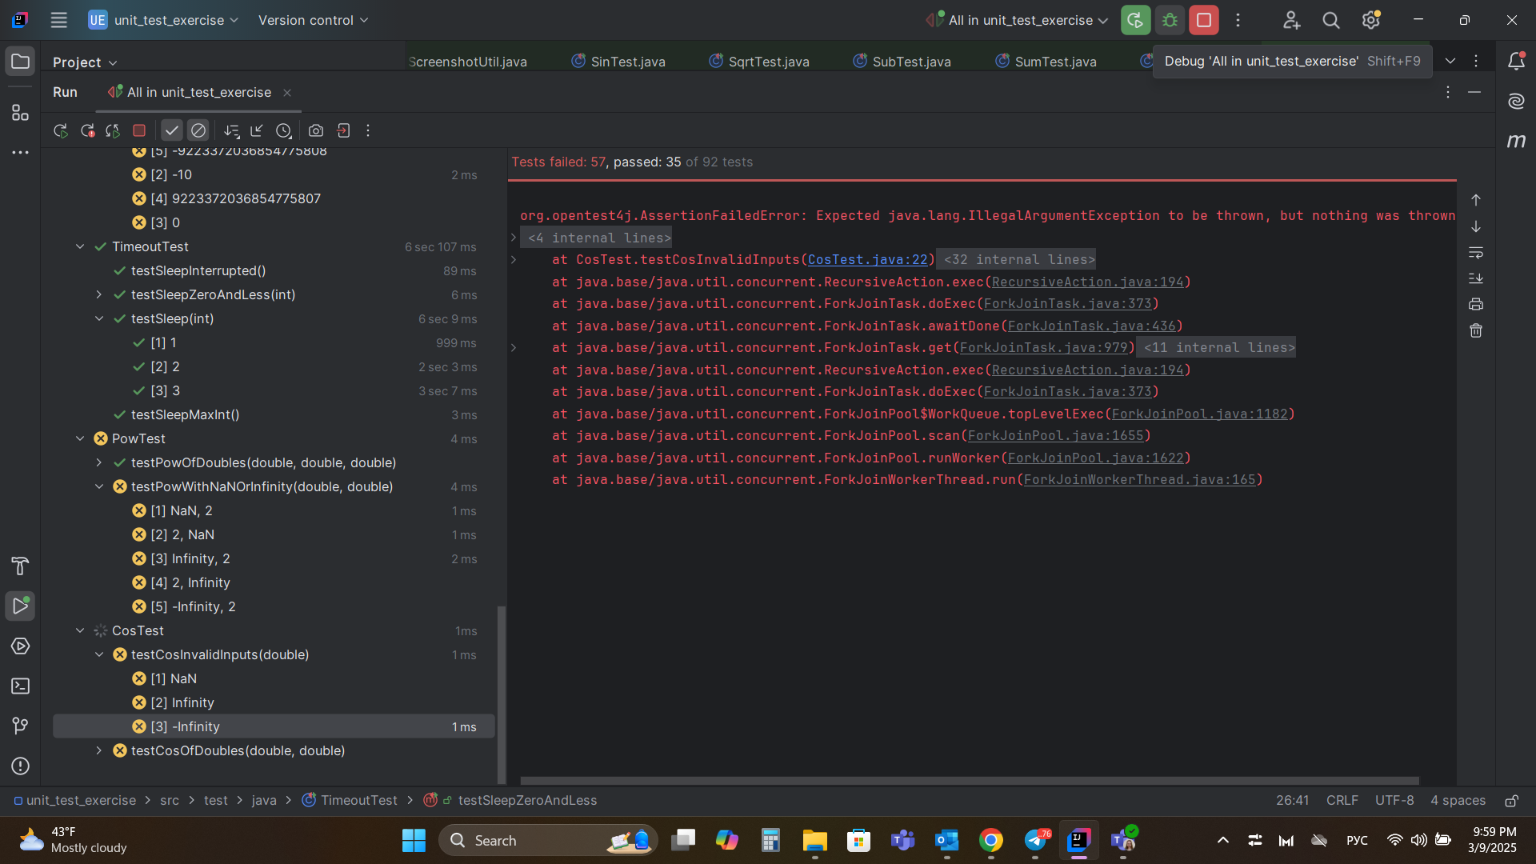 UE unit_test_exercise Version control All in unit_test_exercise
Project ScreenshotUtil.java SinTest.java SqrtTest.java SubTest.java SumTest.java Debug 'All in unit_test_exercise' Shift+F9
Run All in unit_test_exercise
[5] -9223372036854775808
[2] -10 2 ms
[4] 9223372036854775807
[3] 0
TimeoutTest 6 sec 107 ms
testSleepInterrupted() 89 ms
testSleepZeroAndLess(int) 6 ms
testSleep(int) 6 sec 9 ms
[1] 1 999 ms
[2] 2 2 sec 3 ms
[3] 3 3 sec 7 ms
testSleepMaxInt() 3 ms
PowTest 4 ms
testPowOfDoubles(double, double, double)
testPowWithNaNOrInfinity(double, double) 4 ms
[1] NaN, 2 1 ms
[2] 2, NaN 1 ms
[3] Infinity, 2 2 ms
[4] 2, Infinity
[5] -Infinity, 2
CosTest 1ms
testCosInvalidInputs(double) 1 ms
[1] NaN
[2] Infinity
[3] -Infinity 1 ms
testCosOfDoubles(double, double)
Tests failed: 57, passed: 35 of 92 tests
org.opentest4j.AssertionFailedError: Expected java.lang.IllegalArgumentException to be thrown, but nothing was thrown
<4 internal lines>
at CosTest.testCosInvalidInputs(CosTest.java:22) <32 internal lines>
at java.base/java.util.concurrent.RecursiveAction.exec(RecursiveAction.java:194)
at java.base/java.util.concurrent.ForkJoinTask.doExec(ForkJoinTask.java:373)
at java.base/java.util.concurrent.ForkJoinTask.awaitDone(ForkJoinTask.java:436)
at java.base/java.util.concurrent.ForkJoinTask.get(ForkJoinTask.java:979) <11 internal lines>
at java.base/java.util.concurrent.RecursiveAction.exec(RecursiveAction.java:194)
at java.base/java.util.concurrent.ForkJoinTask.doExec(ForkJoinTask.java:373)
at java.base/java.util.concurrent.ForkJoinPool$WorkQueue.topLevelExec(ForkJoinPool.java:1182)
at java.base/java.util.concurrent.ForkJoinPool.scan(ForkJoinPool.java:1655)
at java.base/java.util.concurrent.ForkJoinPool.runWorker(ForkJoinPool.java:1622)
at java.base/java.util.concurrent.ForkJoinWorkerThread.run(ForkJoinWorkerThread.java:165)
unit_test_exercise > src > test > java > TimeoutTest > testSleepZeroAndLess 26:41 CRLF UTF-8 4 spaces
43°F
Mostly cloudy
Search
76
РУС
9:59 PM
3/9/2025